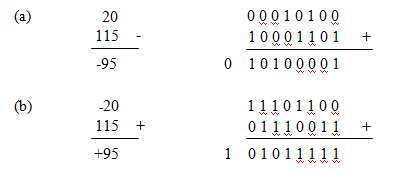 (a) 20 0 0 0 1 0 1 0 0
115 - 1 0 0 0 1 1 0 1 +
-95 0 1 0 1 0 0 0 0 1
(b) -20 1 1 1 0 1 1 0 0
115 + 0 1 1 1 0 0 1 1 +
+95 1 0 1 0 1 1 1 1 1